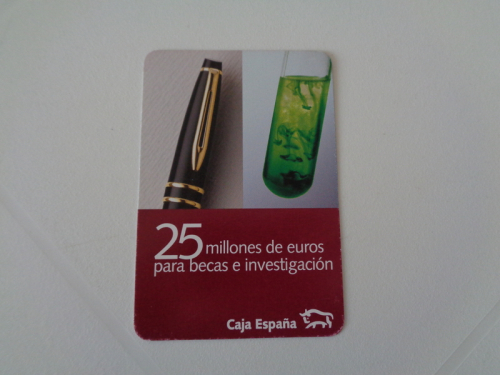 25 millones de euros
para becas e investigación
Caja España